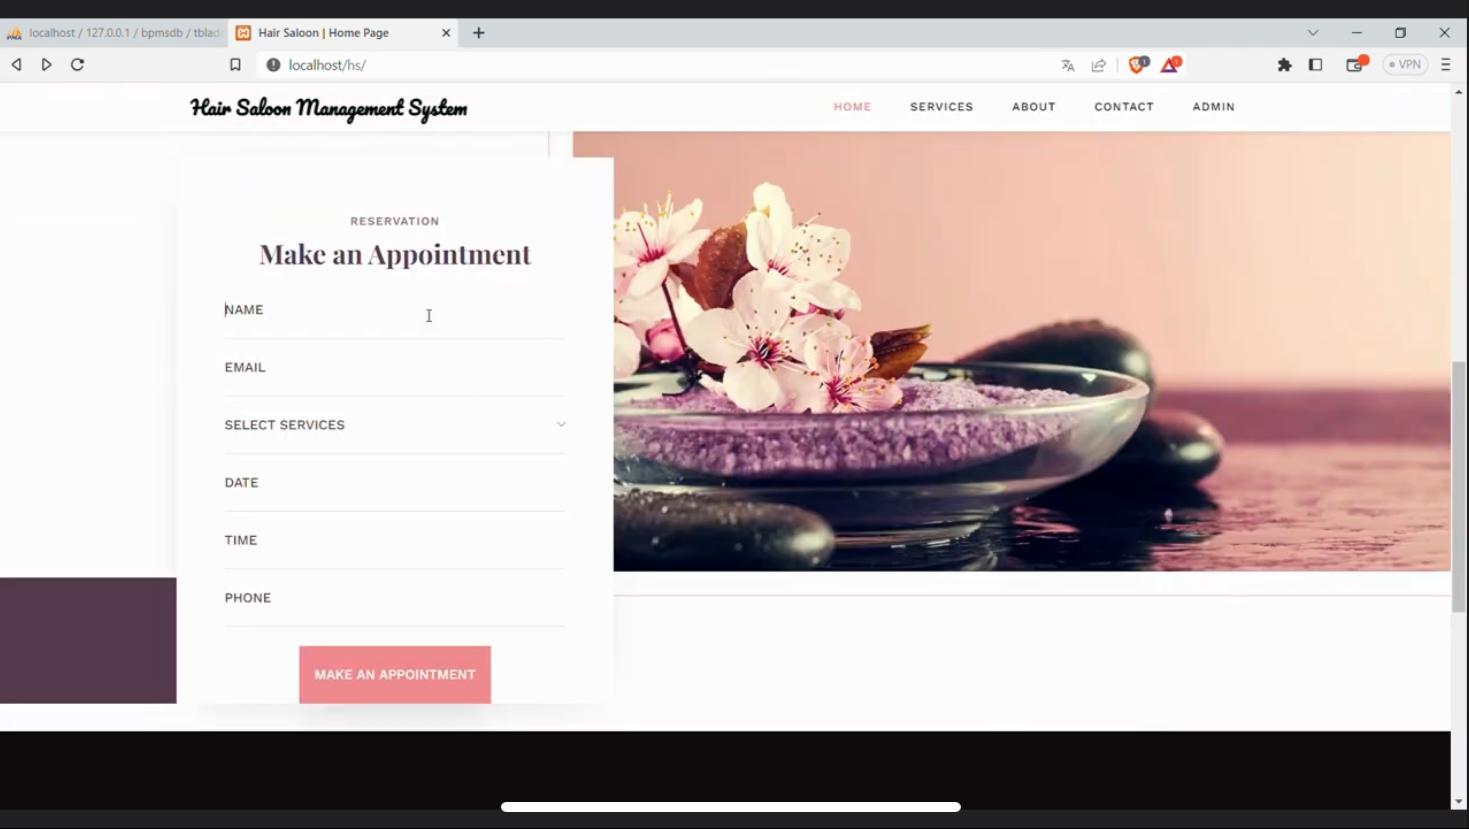 localhost / 127.0.0.1 / bpmsdb / tblad
Hair Saloon | Home Page
localhost/hs/
VPN
Hair Saloon Management System
HOME SERVICES ABOUT CONTACT ADMIN
RESERVATION
Make an Appointment
NAME
EMAIL
SELECT SERVICES
DATE
TIME
PHONE
MAKE AN APPOINTMENT